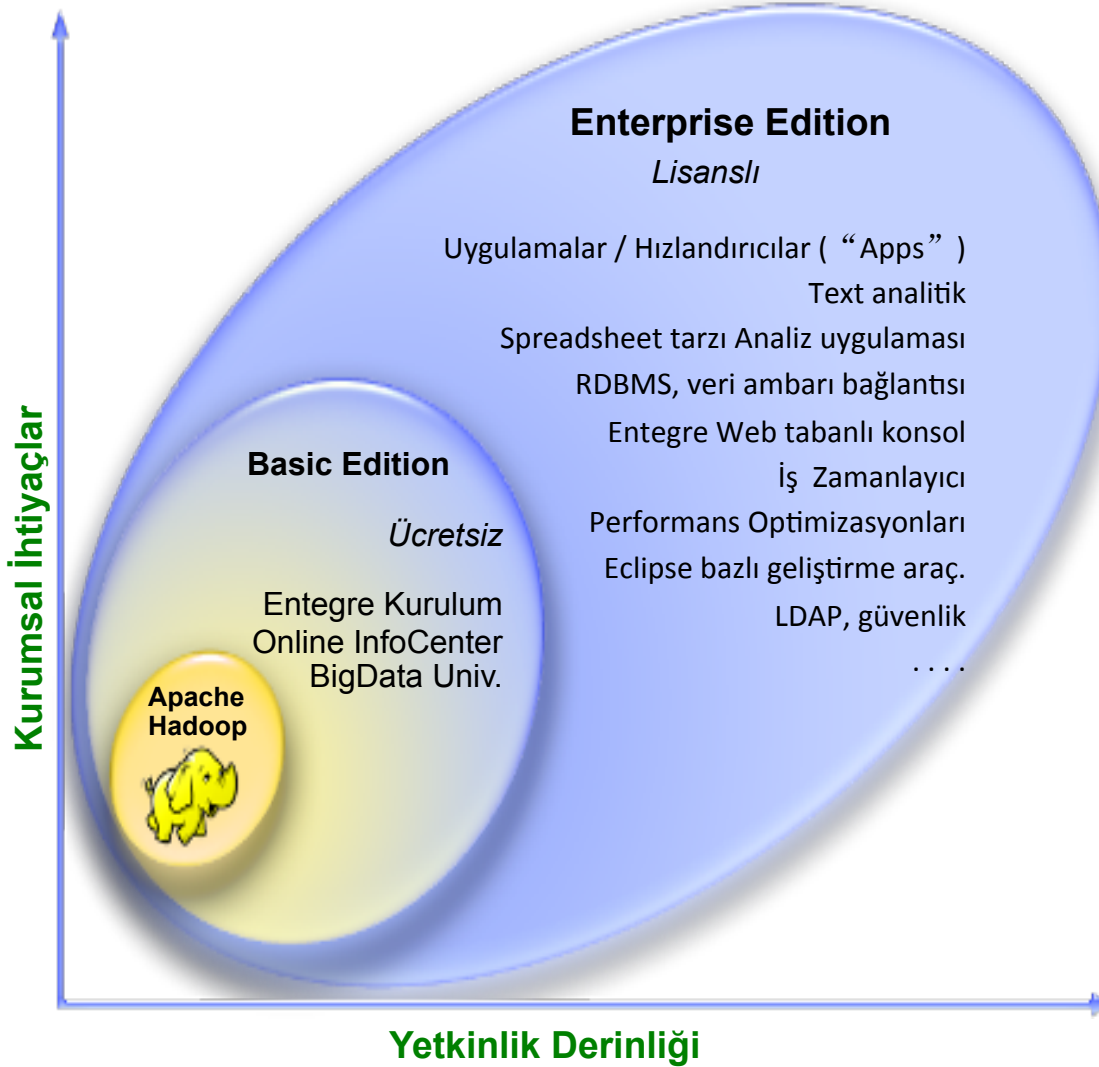 Enterprise Edition
Lisanslı
Uygulamalar / Hızlandırıcılar ( “Apps” )
Text analitik
Spreadsheet tarzı Analiz uygulaması
RDBMS, veri ambarı bağlantısı
Entegre Web tabanlı konsol
İş Zamanlayıcı
Performans Optimizasyonları
Eclipse bazlı geliştirme araç.
LDAP, güvenlik
. . . .
Basic Edition
Ücretsiz
Entegre Kurulum
Online InfoCenter
BigData Univ.
Apache
Hadoop
Kurumsal İhtiyaçlar
Yetkinlik Derinliği